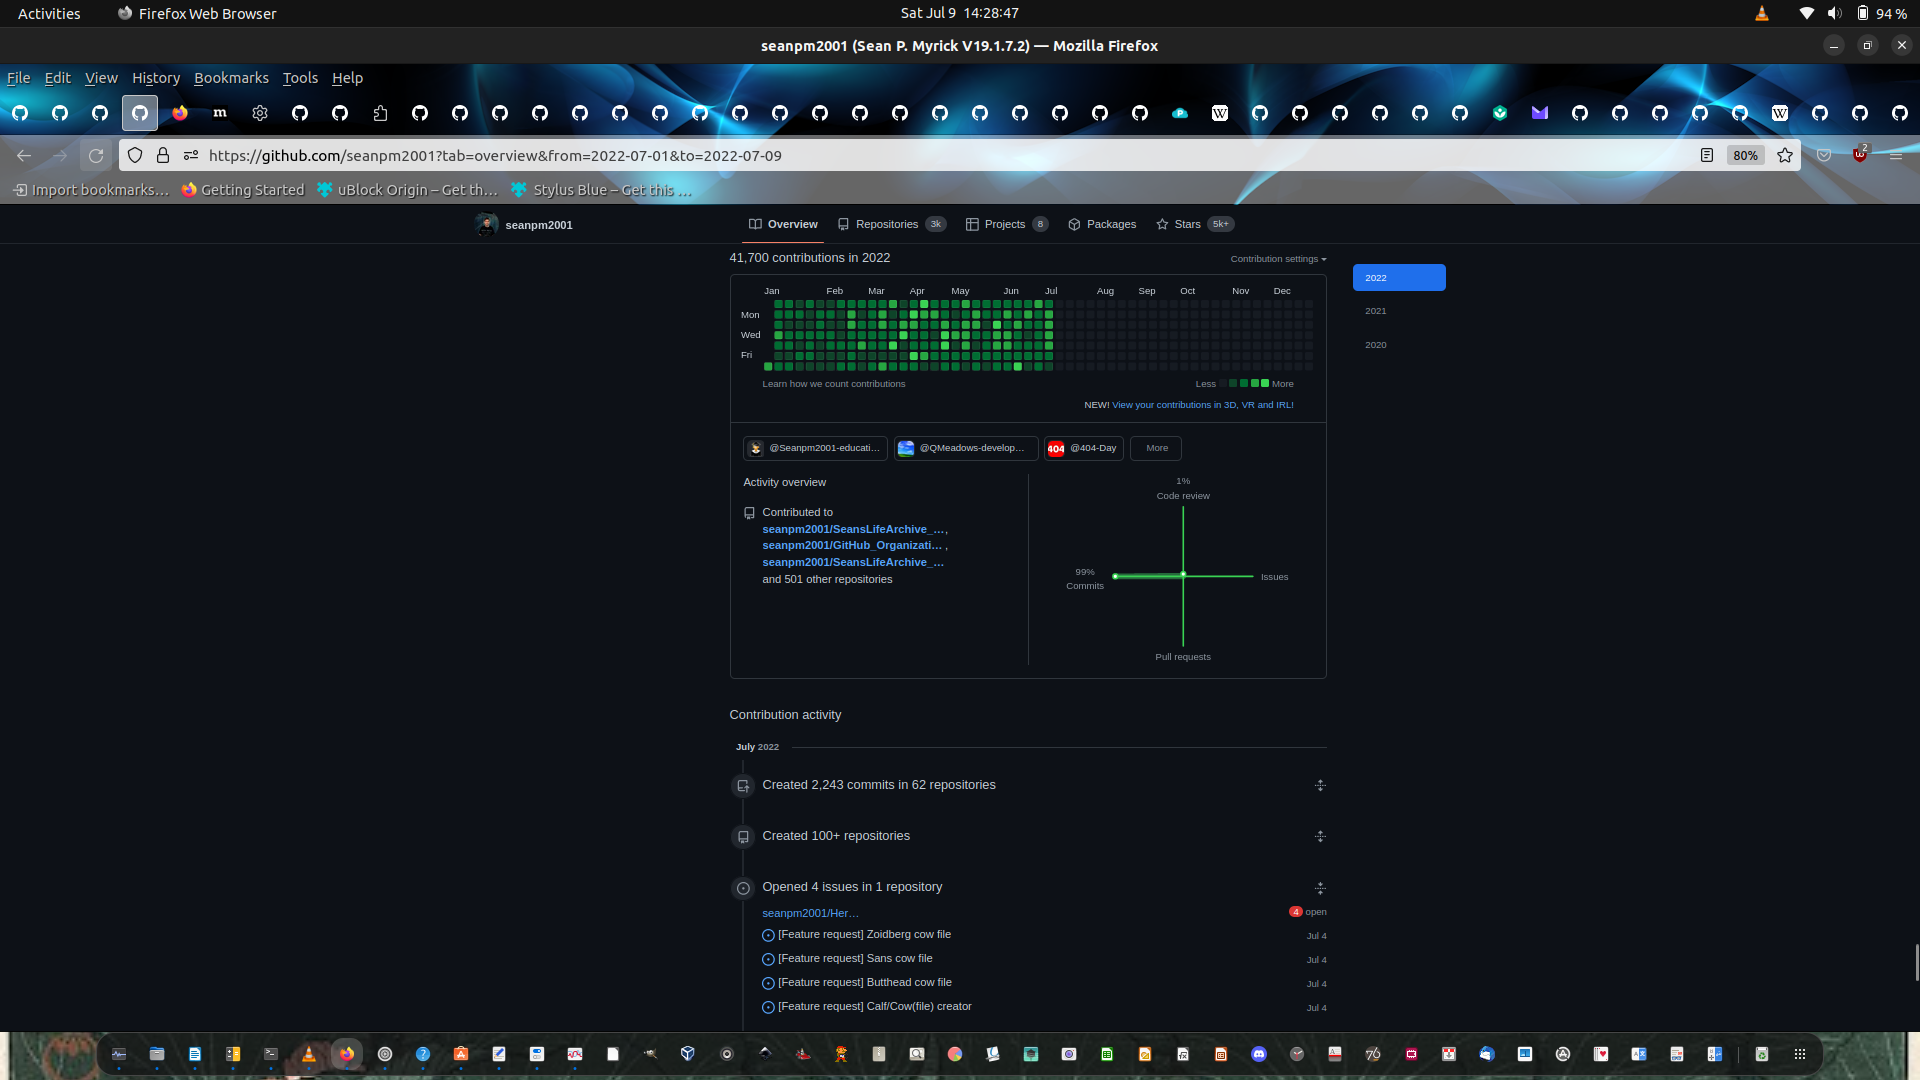 Activities
Firefox Web Browser
Sat Jul 9 14:28:47
94 %
seanpm2001 (Sean P. Myrick V19.1.7.2) — Mozilla Firefox
File Edit View History Bookmarks Tools Help
https://github.com/seanpm2001?tab=overview&from=2022-07-01&to=2022-07-09
80%
2
Import bookmarks…
Getting Started
uBlock Origin – Get th…
Stylus Blue – Get this …
seanpm2001
Overview
Repositories 3k
Projects 8
Packages
Stars 5k+
41,700 contributions in 2022
Contribution settings
2022
2021
2020
Jan Feb Mar Apr May Jun Jul Aug Sep Oct Nov Dec
Mon
Wed
Fri
Learn how we count contributions
Less More
NEW! View your contributions in 3D, VR and IRL!
@Seanpm2001-educati…
@QMeadows-develop…
404 @404-Day
More
Activity overview
Contributed to
seanpm2001/SeansLifeArchive_…,
seanpm2001/GitHub_Organizati… ,
seanpm2001/SeansLifeArchive_…
and 501 other repositories
1%
Code review
99%
Commits
Issues
Pull requests
Contribution activity
July 2022
Created 2,243 commits in 62 repositories
Created 100+ repositories
Opened 4 issues in 1 repository
seanpm2001/Her…
4 open
[Feature request] Zoidberg cow file
Jul 4
[Feature request] Sans cow file
Jul 4
[Feature request] Butthead cow file
Jul 4
[Feature request] Calf/Cow(file) creator
Jul 4